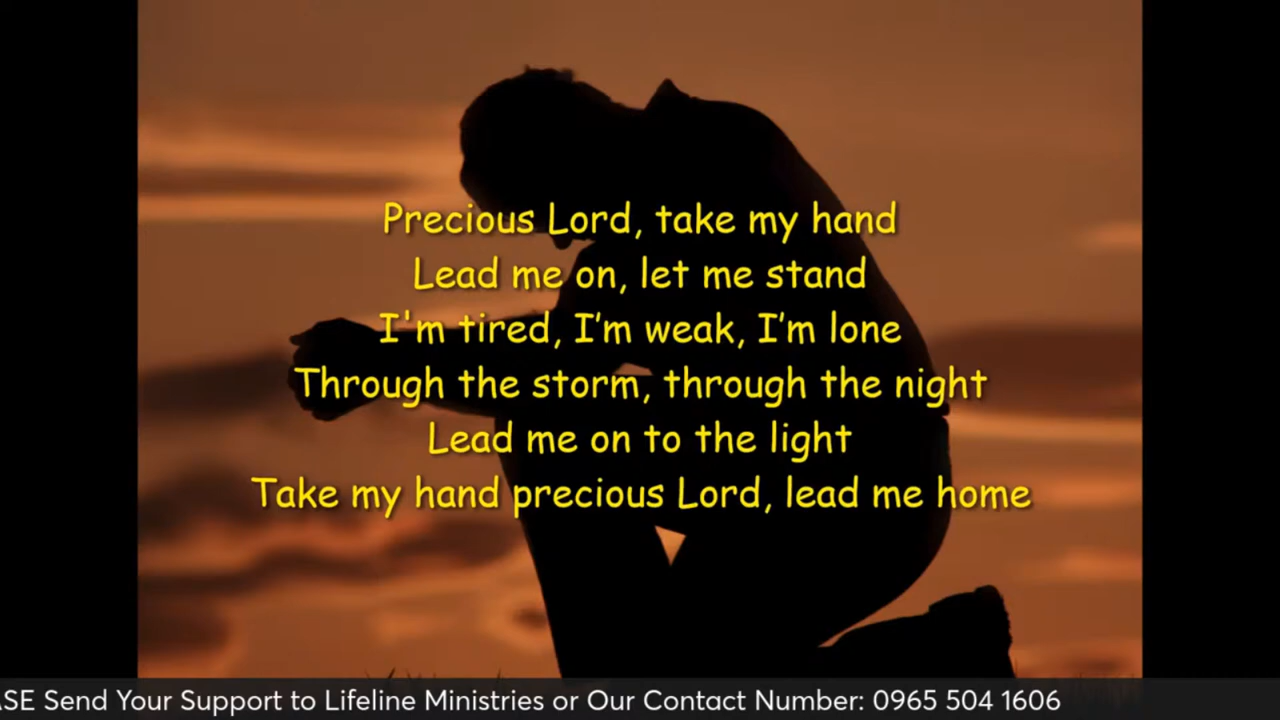 Precious Lord, take my hand
Lead me on, let me stand
I'm tired, I’m weak, I’m lone
Through the storm, through the night
Lead me on to the light
Take my hand precious Lord, lead me home
SE Send Your Support to Lifeline Ministries or Our Contact Number: 0965 504 1606